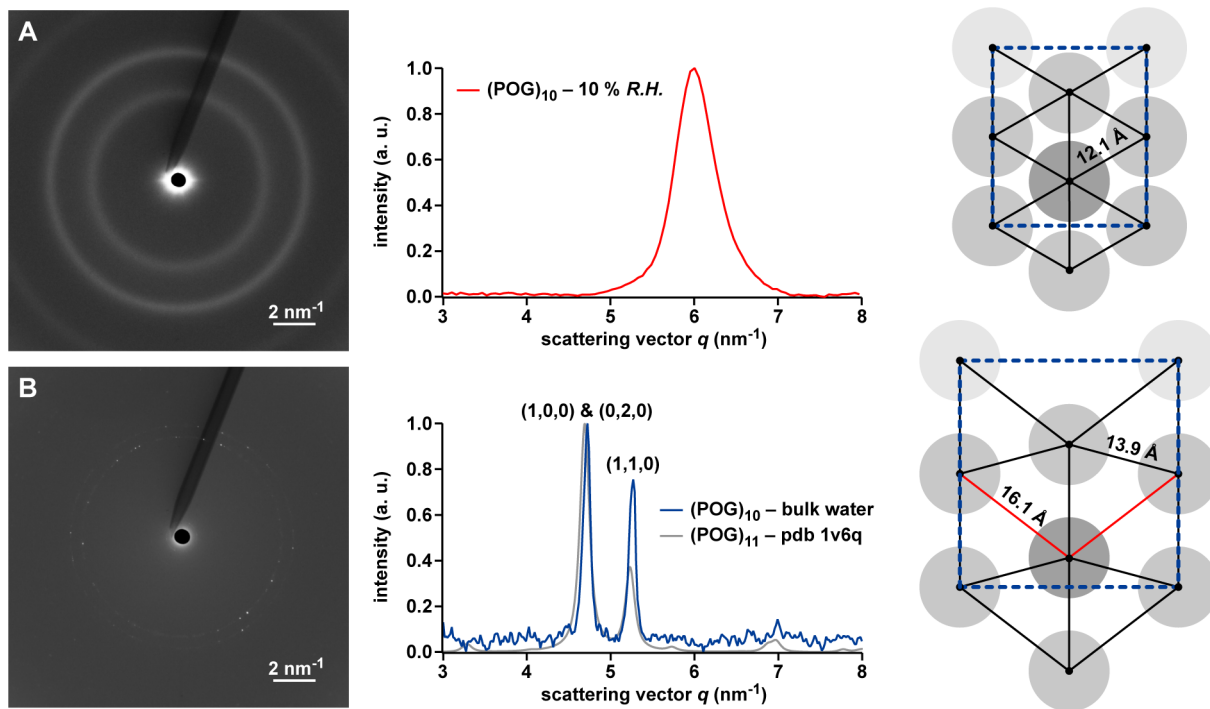 A
2 nm-1
1.0
0.8
0.6
0.4
0.2
0.0
intensity (a. u.)
(POG)10 – 10 % R.H.
3 4 5 6 7 8
scattering vector q (nm-1)
12.1 Å
B
2 nm-1
(1,0,0) & (0,2,0)
(1,1,0)
1.0
0.8
0.6
0.4
0.2
0.0
intensity (a. u.)
(POG)10 – bulk water
(POG)11 – pdb 1v6q
3 4 5 6 7 8
scattering vector q (nm-1)
13.9 Å
16.1 Å